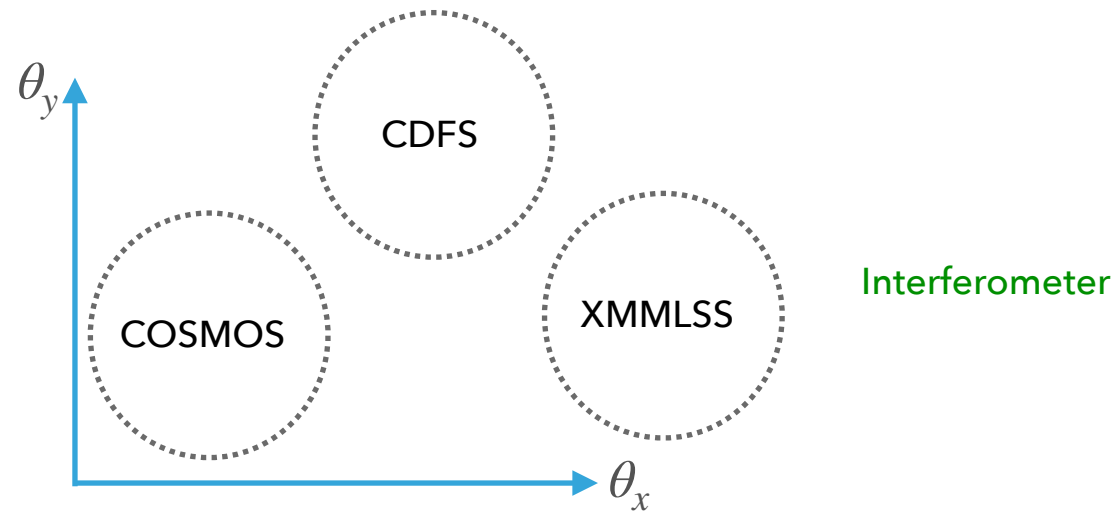 θy
CDFS
XMMLSS
Interferometer
COSMOS
θx